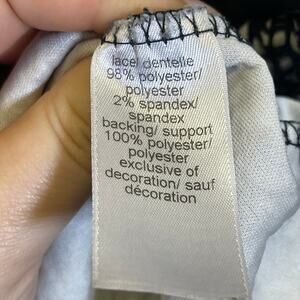 lace/ dentelle
98% polyester/
polyester
2% spandex/
spandex
backing/ support
100% polyester/
polyester
exclusive of
decoration/ sauf
décoration